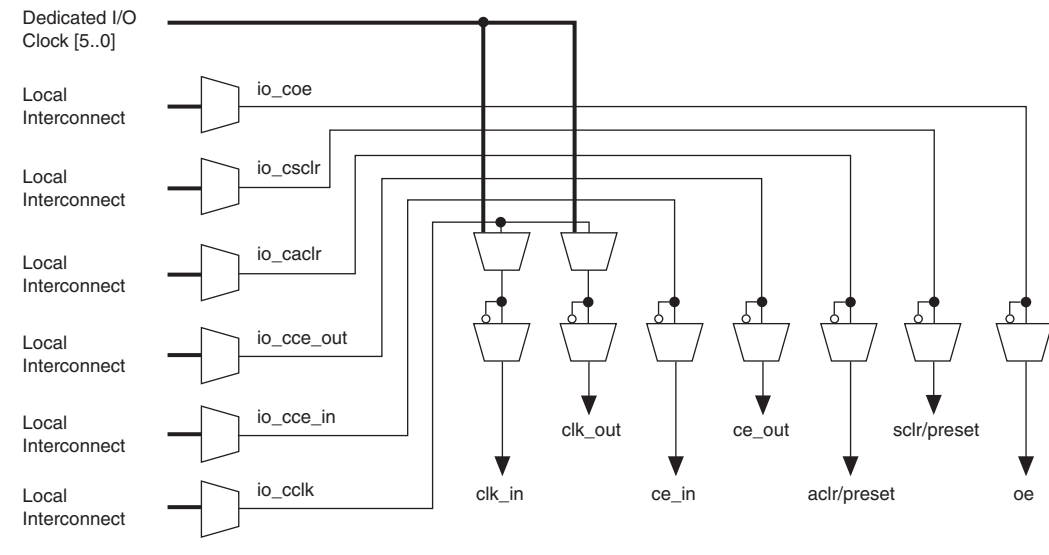 Dedicated I/O
Clock [5..0]
Local
Interconnect
io_coe
Local
Interconnect
io_csclr
Local
Interconnect
io_caclr
Local
Interconnect
io_cce_out
Local
Interconnect
io_cce_in
Local
Interconnect
io_cclk
clk_out
ce_out
sclr/preset
clk_in
ce_in
aclr/preset
oe